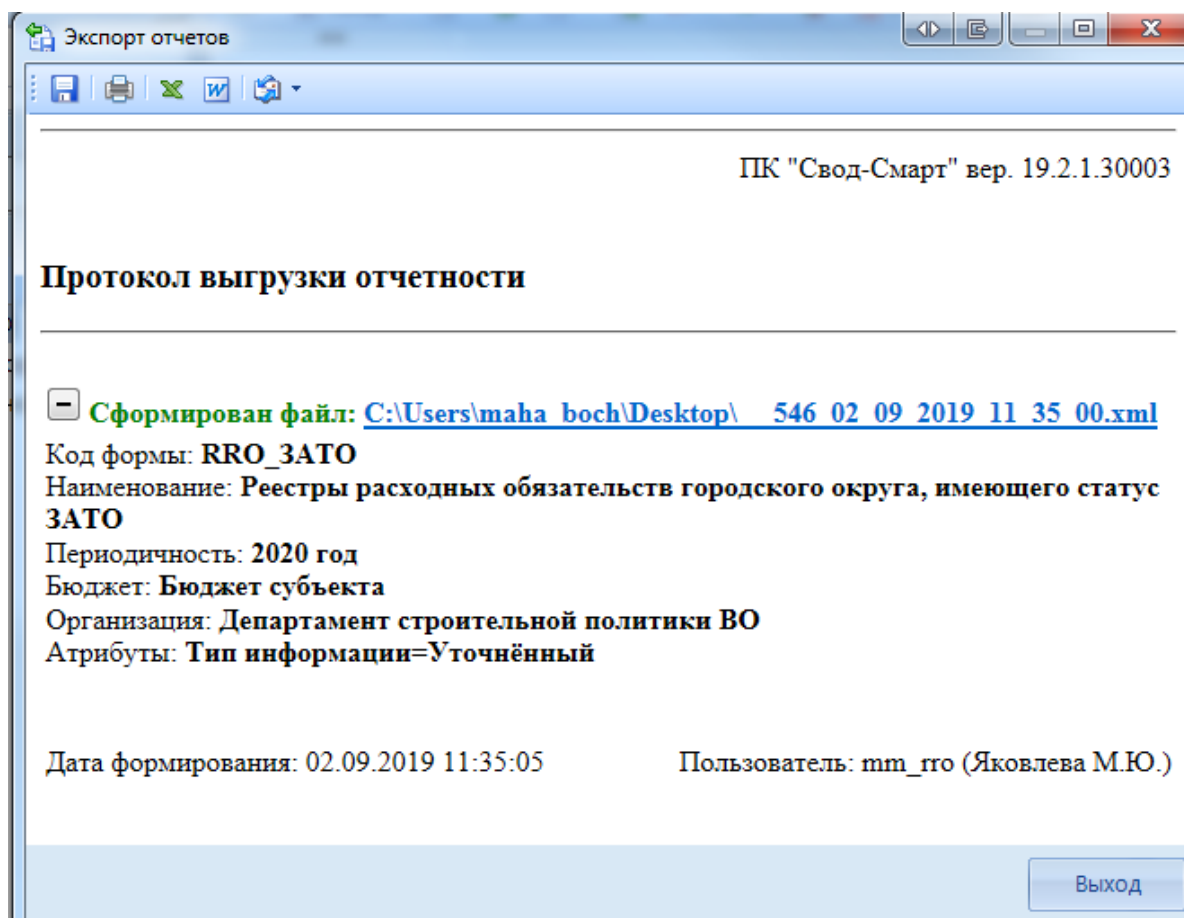 Экспорт отчетов
ПК "Свод-Смарт" вер. 19.2.1.30003
Протокол выгрузки отчетности
Сформирован файл: C:\Users\maha_boch\Desktop\__546_02_09_2019_11_35_00.xml
Код формы: RRO_ЗАТО
Наименование: Реестры расходных обязательств городского округа, имеющего статус
ЗАТО
Периодичность: 2020 год
Бюджет: Бюджет субъекта
Организация: Департамент строительной политики ВО
Атрибуты: Тип информации=Уточнённый
Дата формирования: 02.09.2019 11:35:05 Пользователь: mm_rro (Яковлева М.Ю.)
Выход